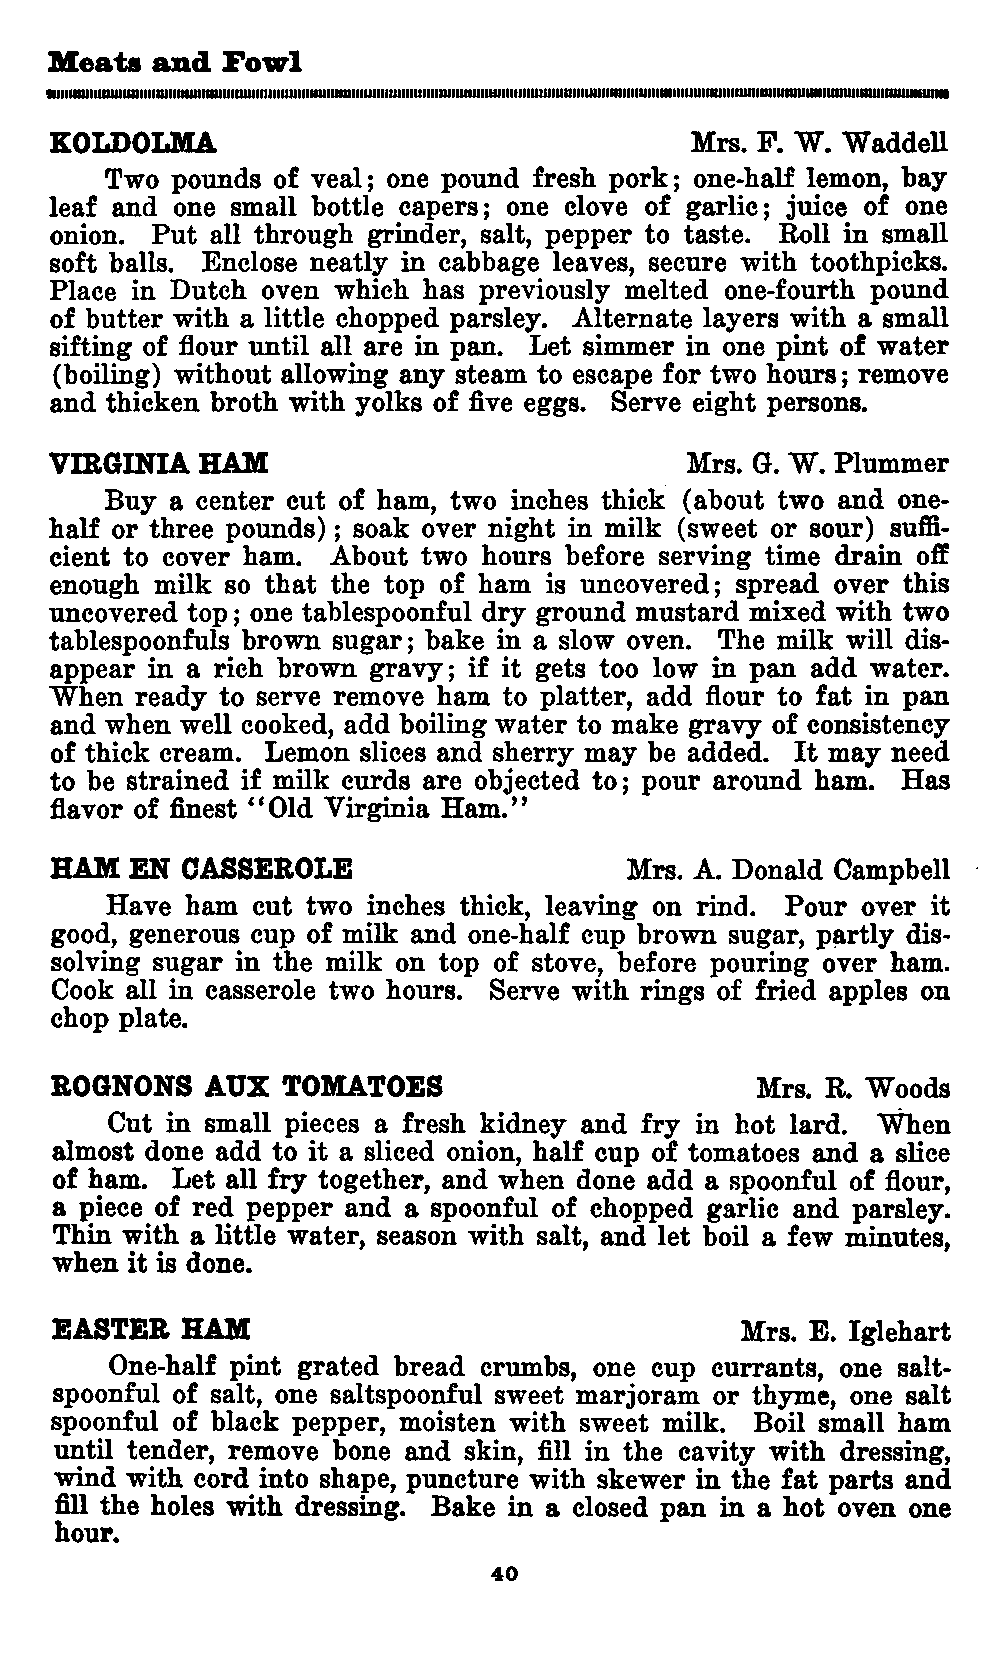 Meats and Fowl
KOLDOLMA Mrs. F. W. Waddell
Two pounds of veal; one pound fresh pork; one-half lemon, bay
leaf and one small bottle capers; one clove of garlic; juice of one
onion. Put all through grinder, salt, pepper to taste. Roll in small
soft balls. Enclose neatly in cabbage leaves, secure with toothpicks.
Place in Dutch oven which has previously melted one-fourth pound
of butter with a little chopped parsley. Alternate layers with a small
sifting of flour until all are in pan. Let simmer in one pint of water
(boiling) without allowing any steam to escape for two hours; remove
and thicken broth with yolks of five eggs. Serve eight persons.
VIRGINIA HAM Mrs. G. W. Plummer
Buy a center cut of ham, two inches thick (about two and one-
half or three pounds); soak over night in milk (sweet or sour) suffi-
cient to cover ham. About two hours before serving time drain off
enough milk so that the top of ham is uncovered; spread over this
uncovered top; one tablespoonful dry ground mustard mixed with two
tablespoonfuls brown sugar; bake in a slow oven. The milk will dis-
appear in a rich brown gravy; if it gets too low in pan add water.
When ready to serve remove ham to platter, add flour to fat in pan
and when well cooked, add boiling water to make gravy of consistency
of thick cream. Lemon slices and sherry may be added. It may need
to be strained if milk curds are objected to; pour around ham. Has
flavor of finest "Old Virginia Ham."
HAM EN CASSEROLE Mrs. A. Donald Campbell
Have ham cut two inches thick, leaving on rind. Pour over it
good, generous cup of milk and one-half cup brown sugar, partly dis-
solving sugar in the milk on top of stove, before pouring over ham.
Cook all in casserole two hours. Serve with rings of fried apples on
chop plate.
ROGNONS AUX TOMATOES Mrs. R. Woods
Cut in small pieces a fresh kidney and fry in hot lard. When
almost done add to it a sliced onion, half cup of tomatoes and a slice
of ham. Let all fry together, and when done add a spoonful of flour,
a piece of red pepper and a spoonful of chopped garlic and parsley.
Thin with a little water, season with salt, and let boil a few minutes,
when it is done.
EASTER HAM Mrs. E. Iglehart
One-half pint grated bread crumbs, one cup currants, one salt-
spoonful of salt, one saltspoonful sweet marjoram or thyme, one salt
spoonful of black pepper, moisten with sweet milk. Boil small ham
until tender, remove bone and skin, fill in the cavity with dressing,
wind with cord into shape, puncture with skewer in the fat parts and
fill the holes with dressing. Bake in a closed pan in a hot oven one
hour.
40